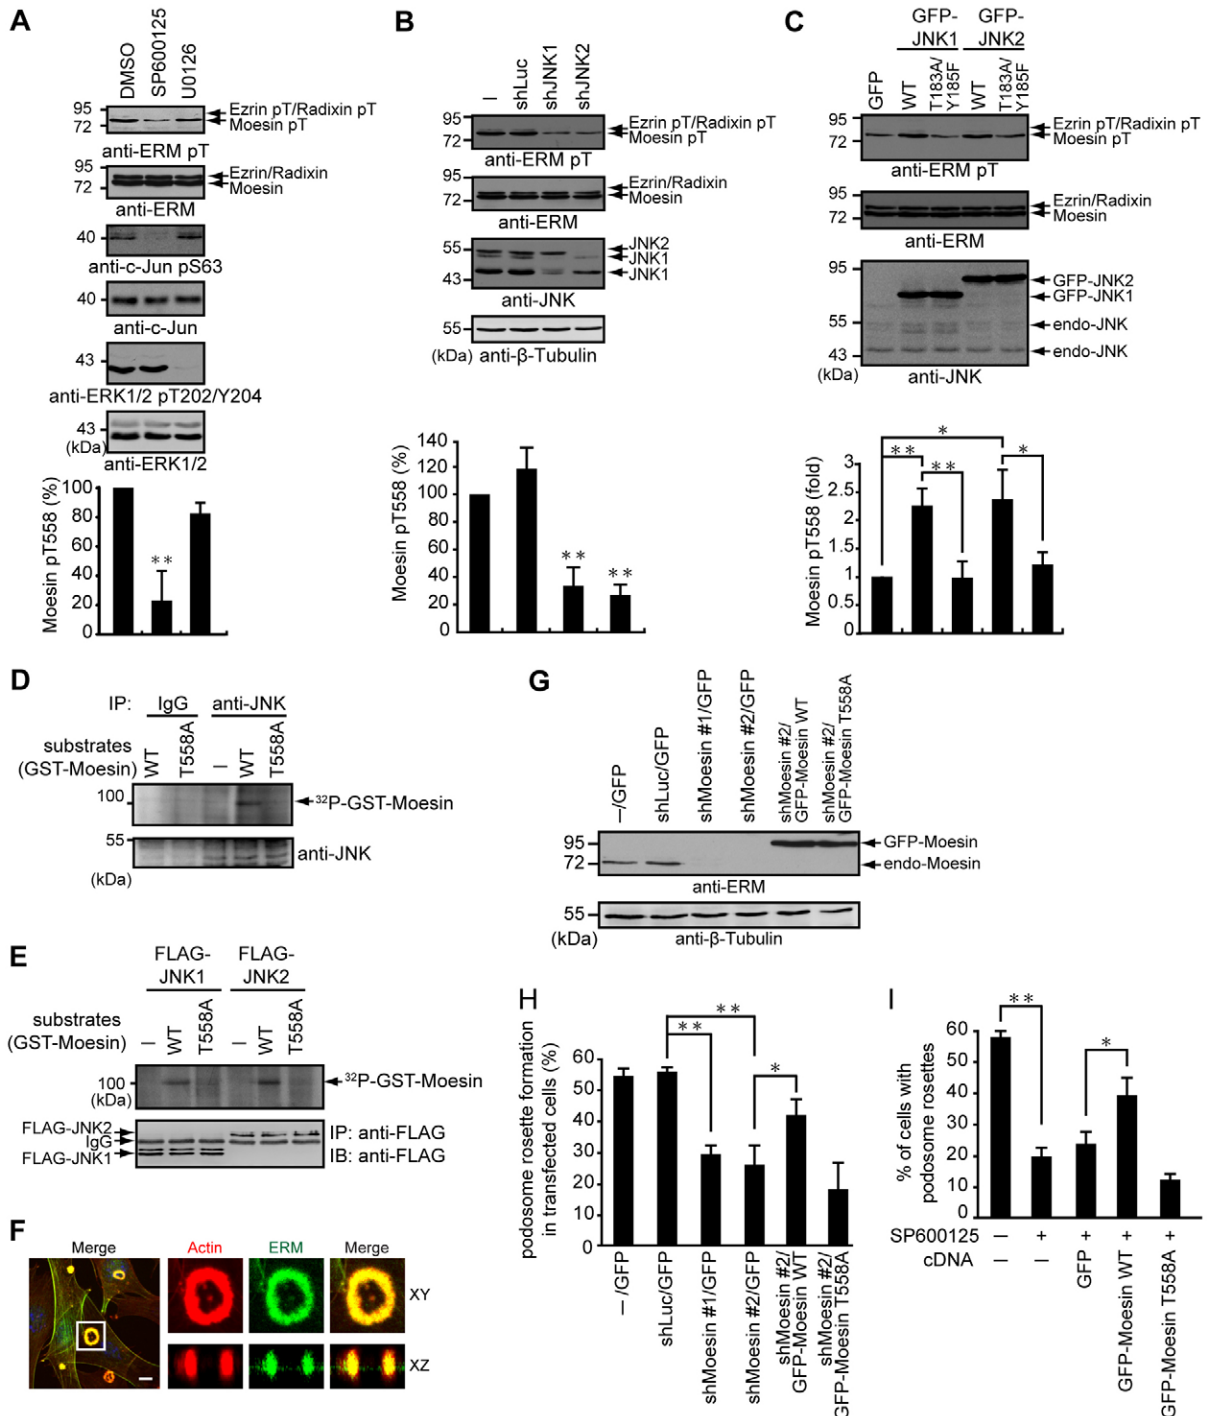 A
DMSO
SP600125
U0126
95
72
Ezrin pT/Radixin pT
Moesin pT
anti-ERM pT
95
72
Ezrin/Radixin
Moesin
anti-ERM
40
anti-c-Jun pS63
40
anti-c-Jun
43
anti-ERK1/2 pT202/Y204
43
(kDa)
anti-ERK1/2
Moesin pT558 (%)
100
80
60
40
20
0
**
B
–
shLuc
shJNK1
shJNK2
95
72
Ezrin pT/Radixin pT
Moesin pT
anti-ERM pT
95
72
Ezrin/Radixin
Moesin
anti-ERM
55
43
JNK2
JNK1
JNK1
anti-JNK
55
(kDa)
anti-β-Tubulin
Moesin pT558 (%)
140
120
100
80
60
40
20
0
**
**
C
GFP-JNK1
GFP-JNK2
GFP
WT
T183A/Y185F
WT
T183A/Y185F
95
72
Ezrin pT/Radixin pT
Moesin pT
anti-ERM pT
95
72
Ezrin/Radixin
Moesin
anti-ERM
95
55
43
(kDa)
GFP-JNK2
GFP-JNK1
endo-JNK
endo-JNK
anti-JNK
Moesin pT558 (fold)
3
2.5
2
1.5
1
0.5
0
*
**
**
*
D
IP:
IgG
anti-JNK
substrates
(GST-Moesin)
WT
T558A
–
WT
T558A
100
32P-GST-Moesin
55
anti-JNK
(kDa)
E
FLAG-JNK1
FLAG-JNK2
substrates
(GST-Moesin)
–
WT
T558A
–
WT
T558A
100
(kDa)
32P-GST-Moesin
FLAG-JNK2
IgG
FLAG-JNK1
IP: anti-FLAG
IB: anti-FLAG
F
Merge
Actin
ERM
Merge
XY
XZ
G
–/GFP
shLuc/GFP
shMoesin #1/GFP
shMoesin #2/GFP
shMoesin #2/
GFP-Moesin WT
shMoesin #2/
GFP-Moesin T558A
95
72
GFP-Moesin
endo-Moesin
anti-ERM
55
(kDa)
anti-β-Tubulin
H
podosome rosette formation
in transfected cells (%)
60
50
40
30
20
10
0
**
**
*
–/GFP
shLuc/GFP
shMoesin #1/GFP
shMoesin #2/GFP
shMoesin #2/
GFP-Moesin WT
shMoesin #2/
GFP-Moesin T558A
I
% of cells with
podosome rosettes
60
50
40
30
20
10
0
**
*
SP600125 – + + + +
cDNA – – GFP GFP-Moesin WT GFP-Moesin T558A